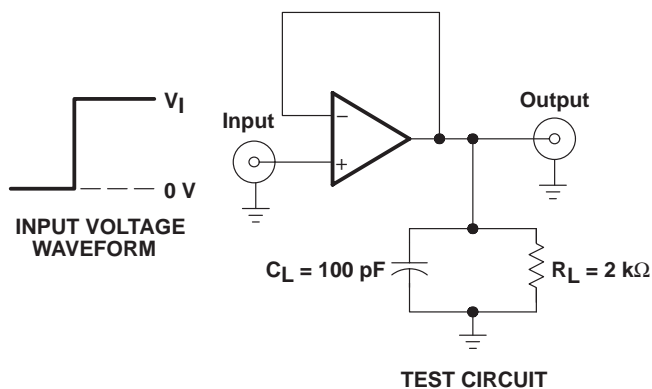 V_I
0 V
INPUT VOLTAGE
WAVEFORM
Input
−
+
Output
C_L = 100 pF
R_L = 2 kΩ
TEST CIRCUIT